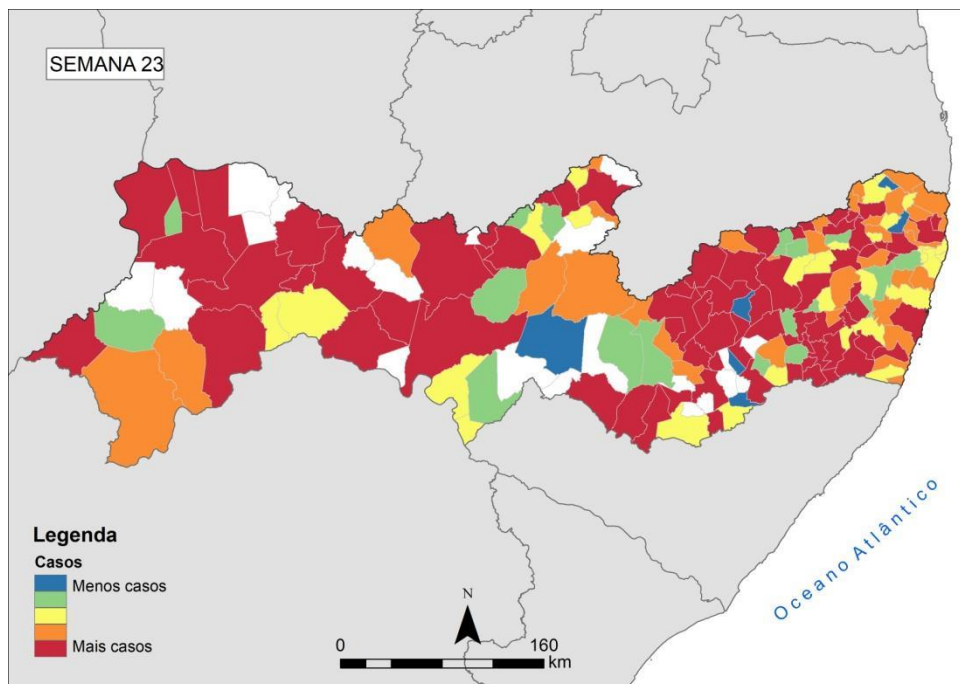 SEMANA 23
Oceano Atlântico
Legenda
Casos
Menos casos
Mais casos
N
0 160
km